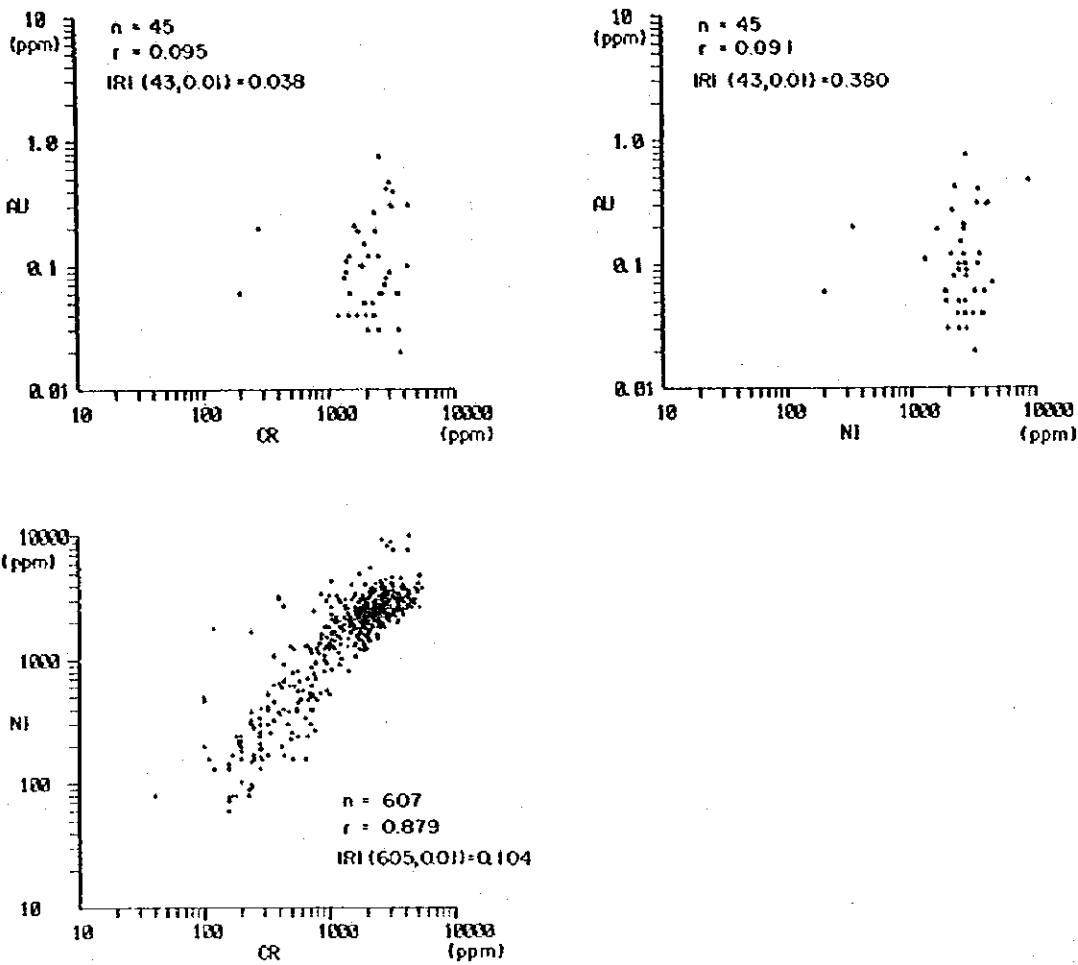 10
(ppm)
n = 45
r = 0.095
IRI (43,0.01)=0.038
1.0
AU
0.1
0.01
10
100
1000
10000
CR
(ppm)
10
(ppm)
n = 45
r = 0.091
IRI (43,0.01)=0.380
1.0
AU
0.1
0.01
10
100
1000
10000
NI
(ppm)
10000
(ppm)
1000
NI
100
n = 607
r = 0.879
IRI (605,0.01)=0.104
10
10
100
1000
10000
CR
(ppm)